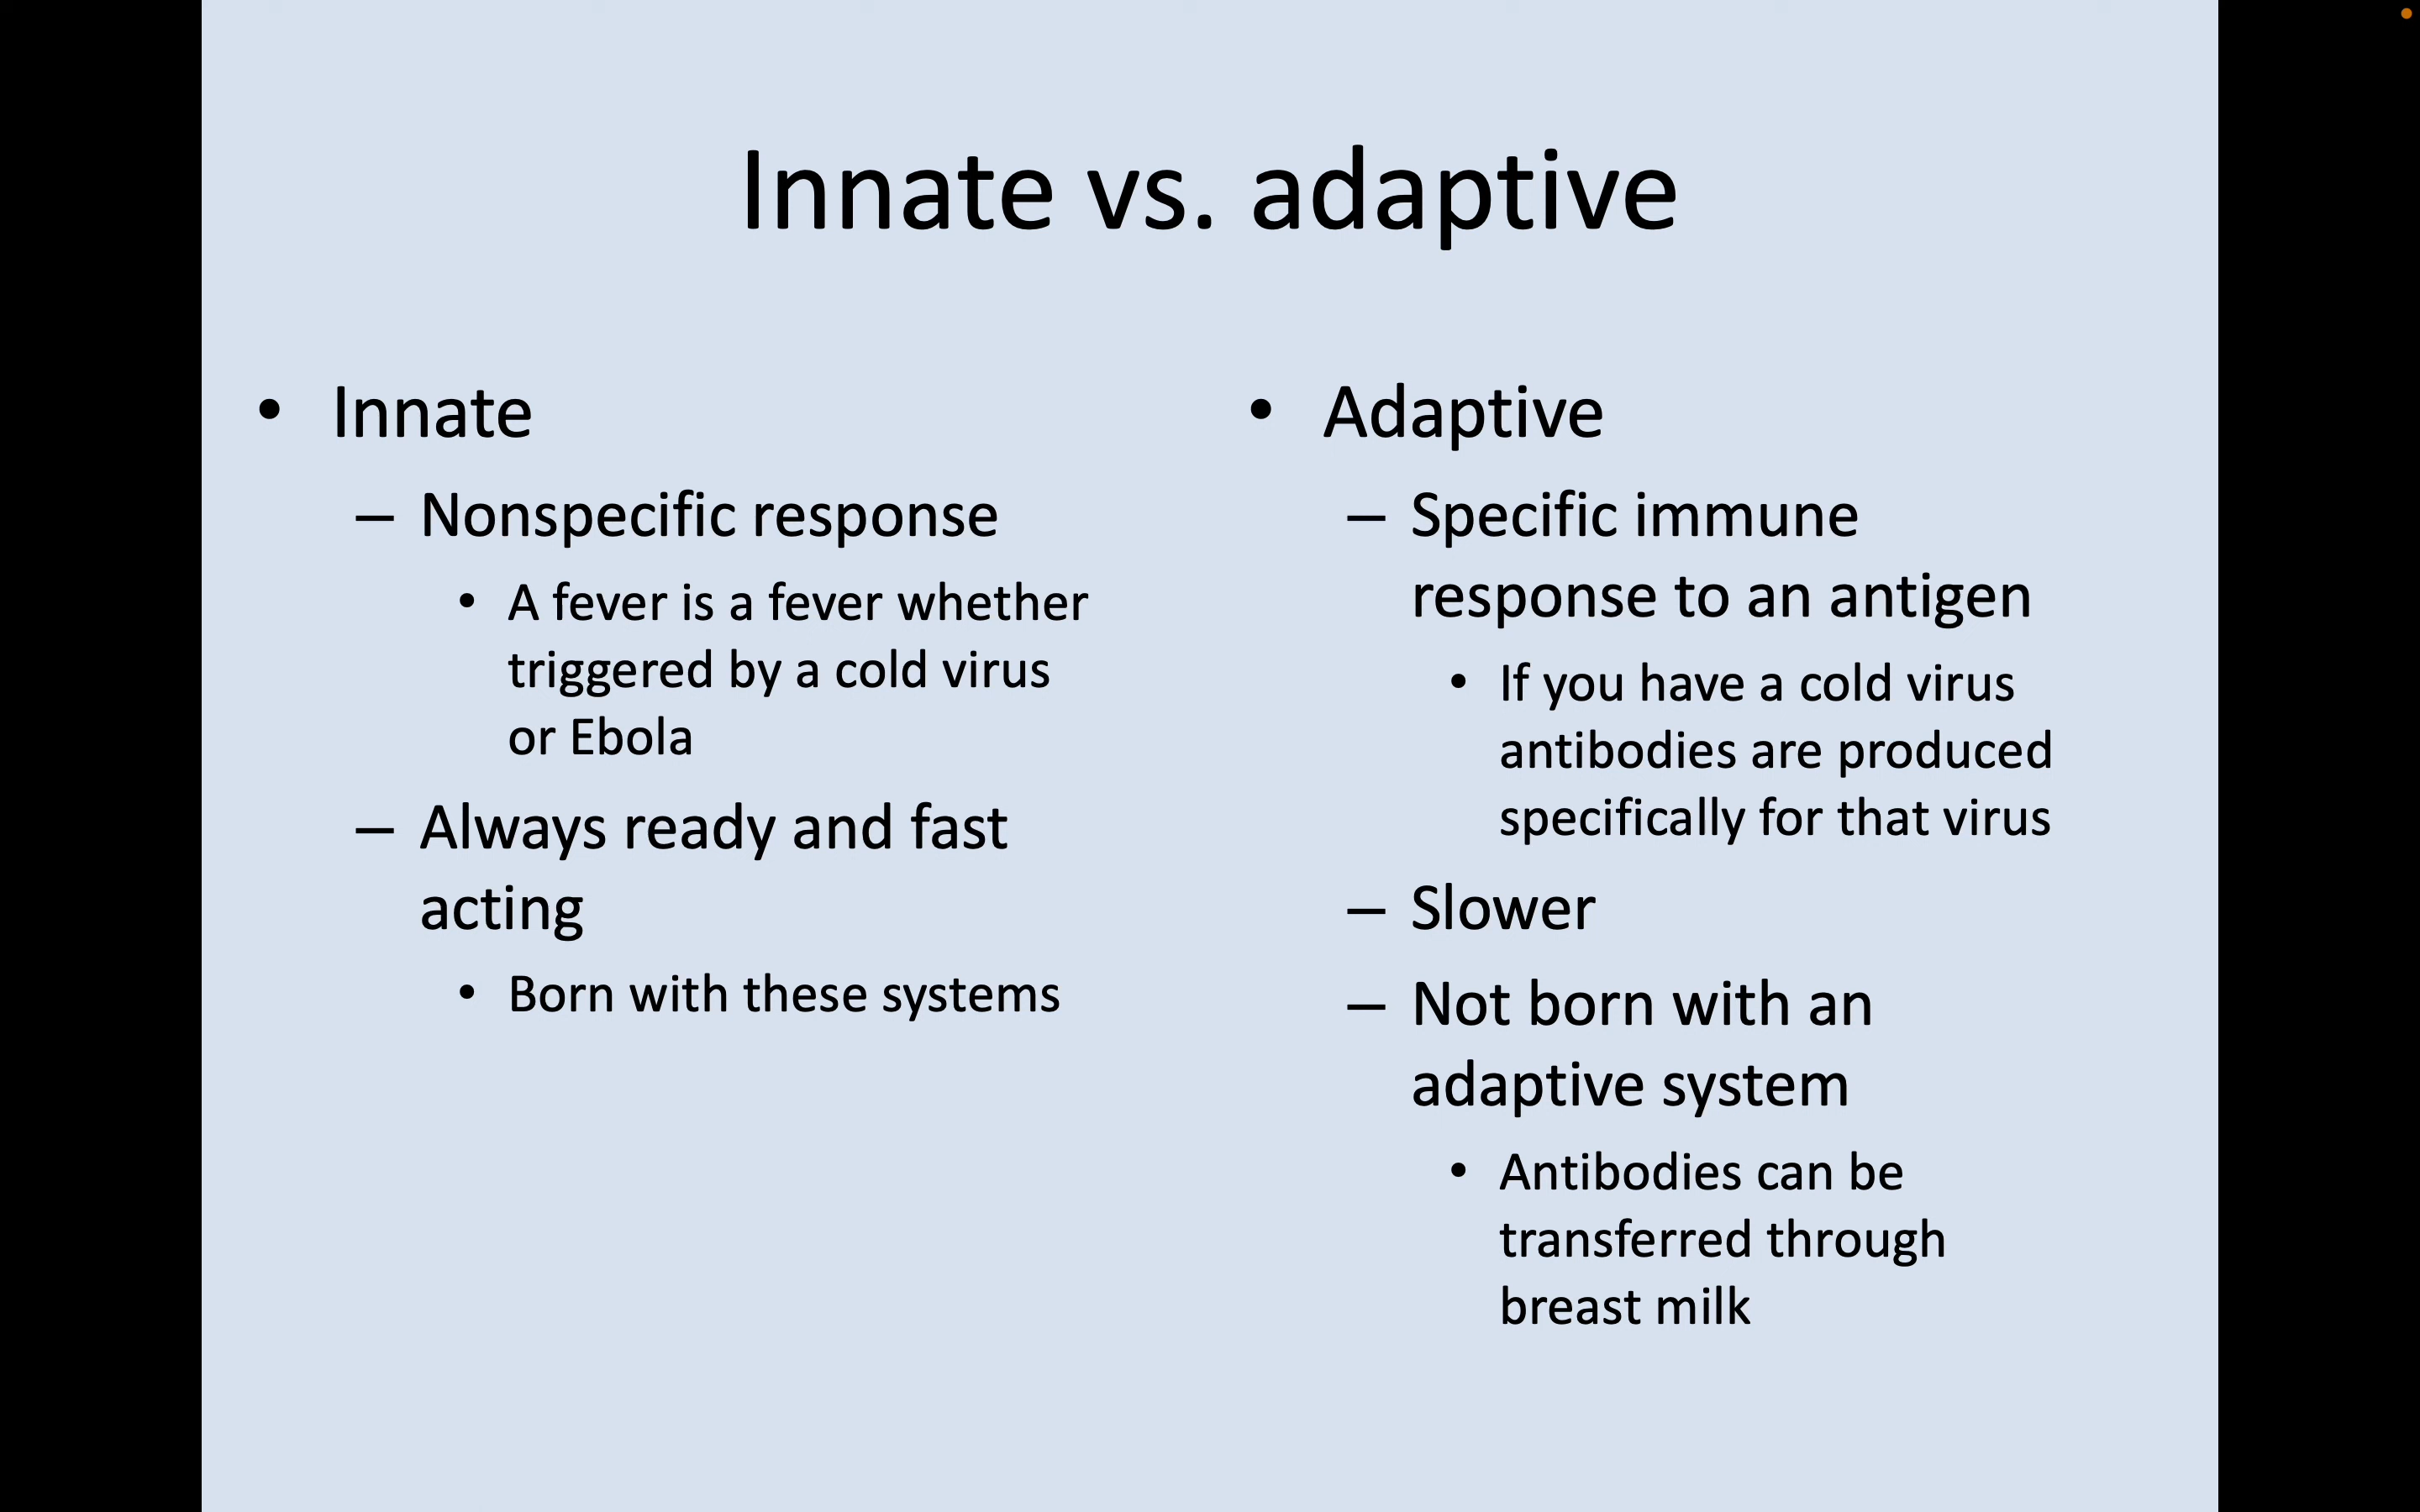 Innate vs. adaptive
• Innate
– Nonspecific response
• A fever is a fever whether
triggered by a cold virus
or Ebola
– Always ready and fast
acting
• Born with these systems
• Adaptive
– Specific immune
response to an antigen
• If you have a cold virus
antibodies are produced
specifically for that virus
– Slower
– Not born with an
adaptive system
• Antibodies can be
transferred through
breast milk